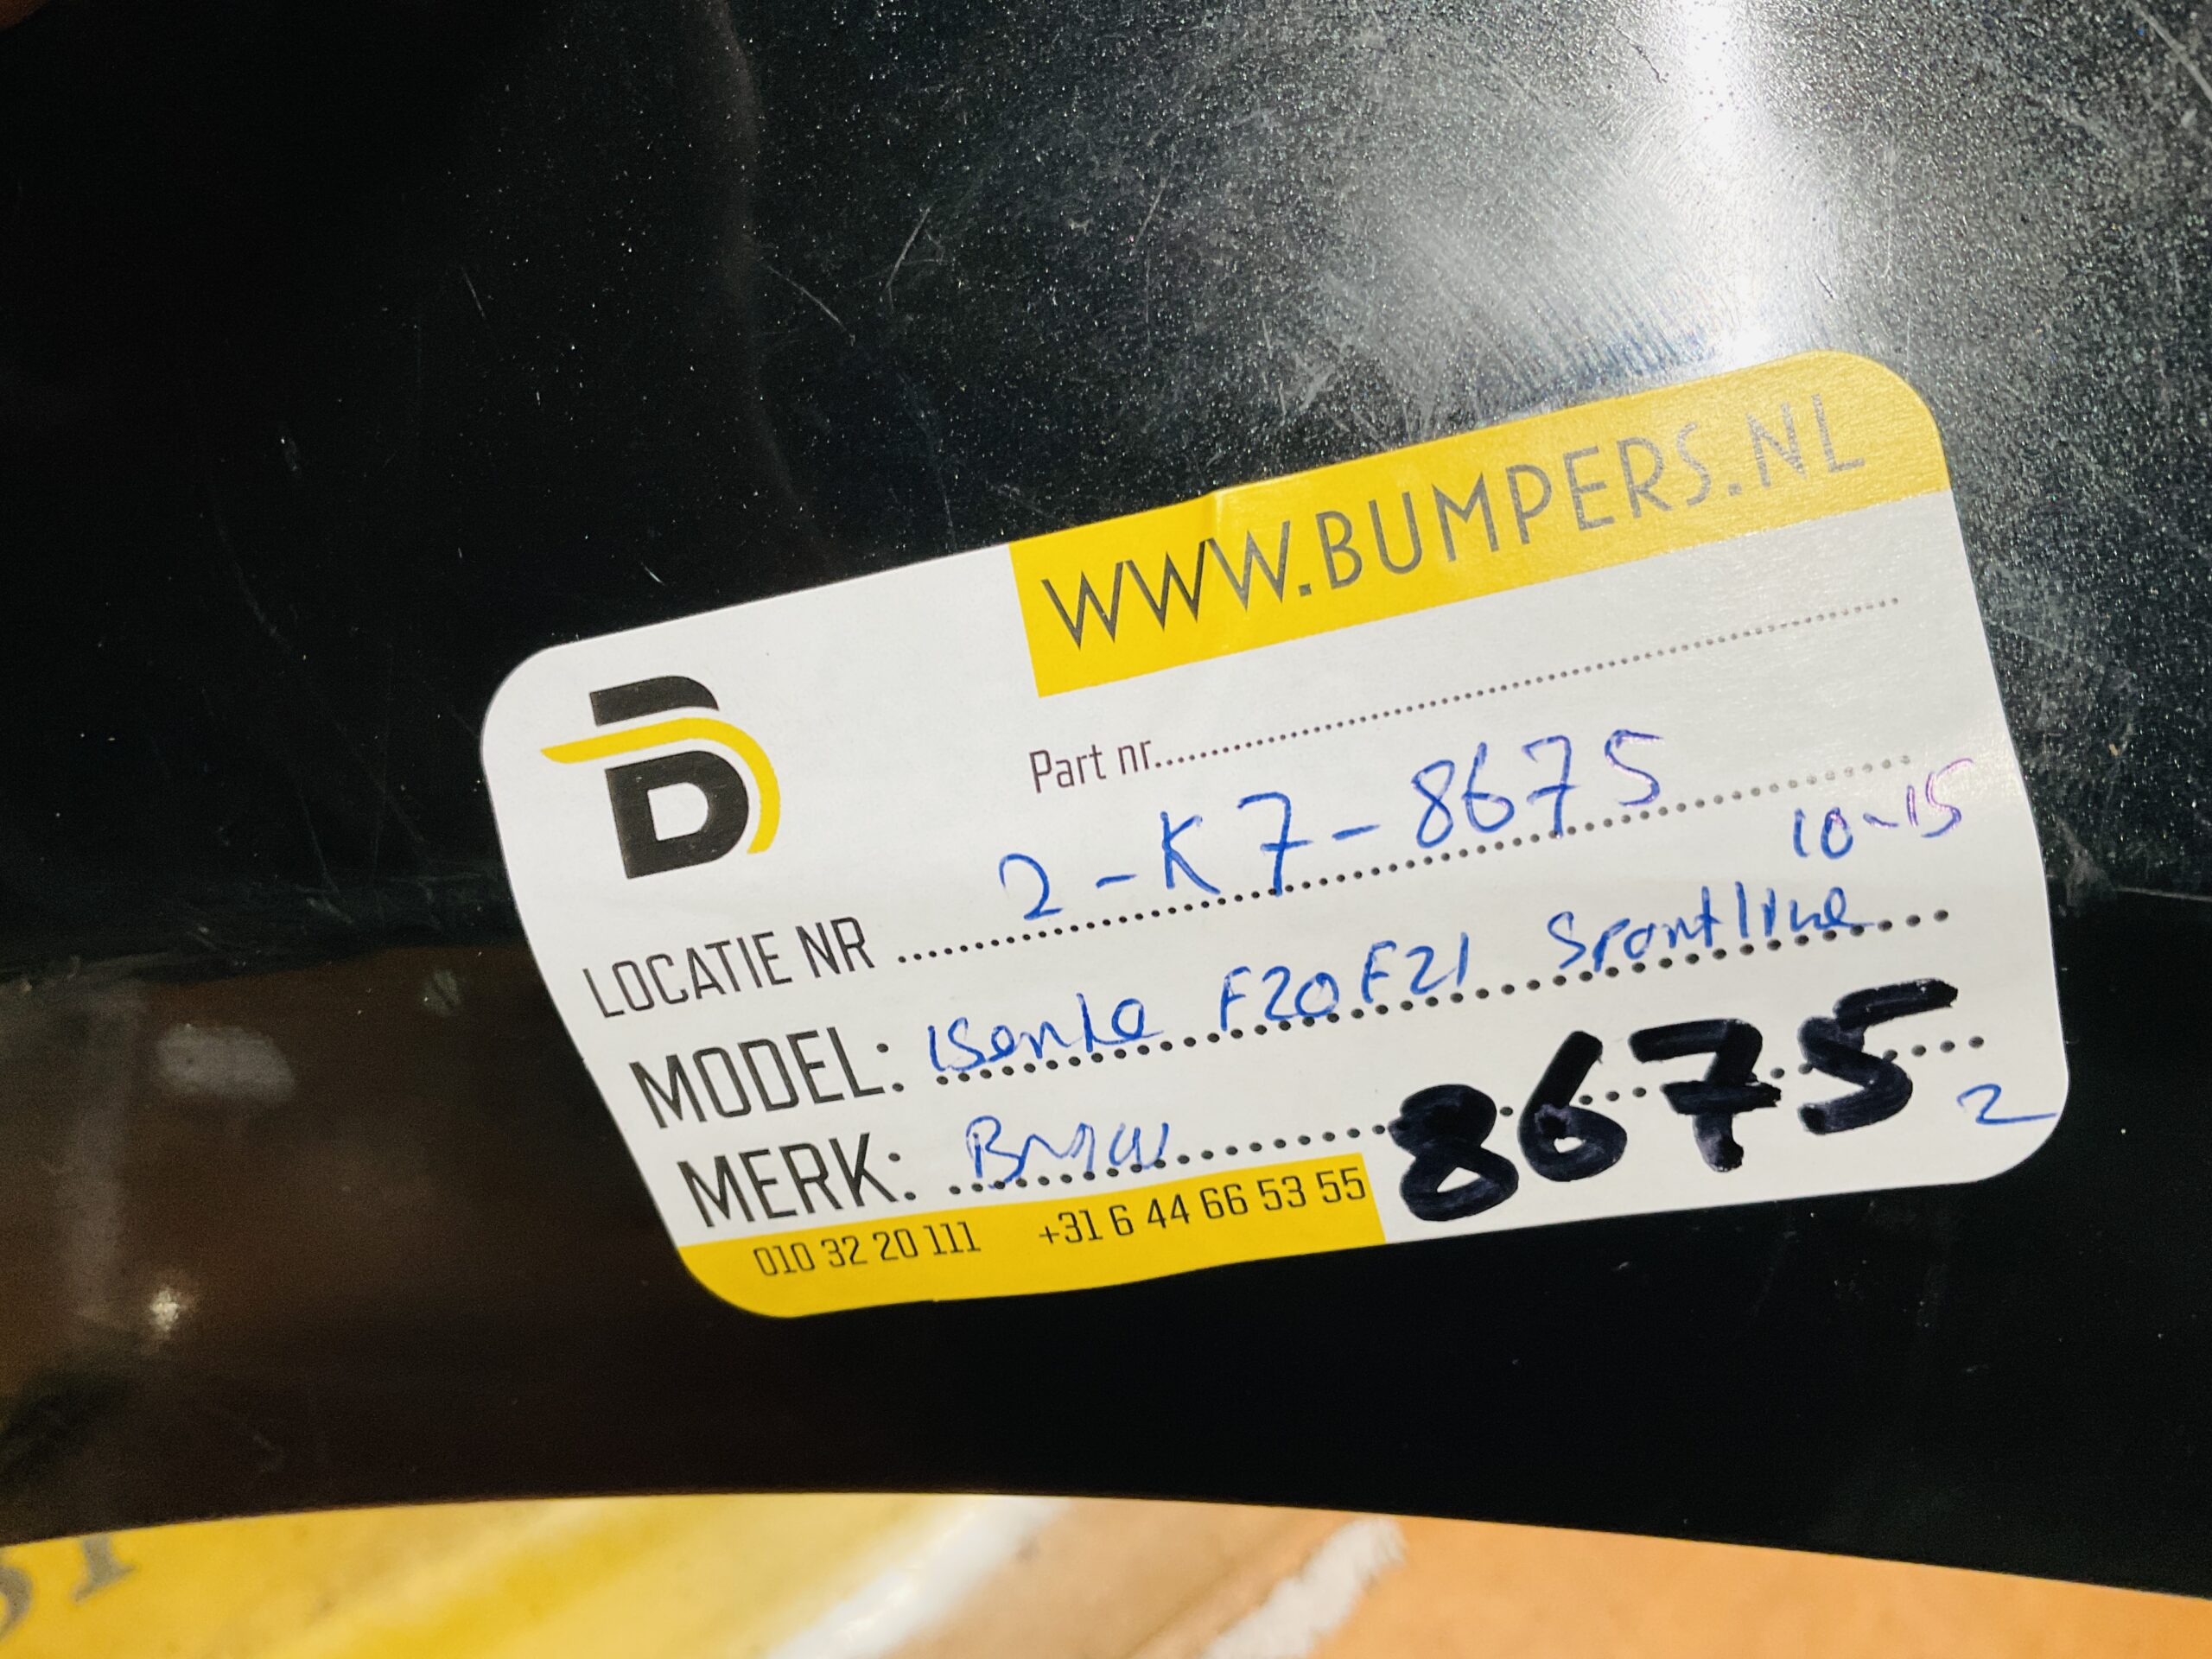 WWW.BUMPERS.NL
Part nr.
LOCATIE NR 2-K7-8675
10-15
MODEL: 1Serie F20 F21 Sportline
MERK: BMW
8675
2
010 32 20 111 +31 6 44 66 53 55